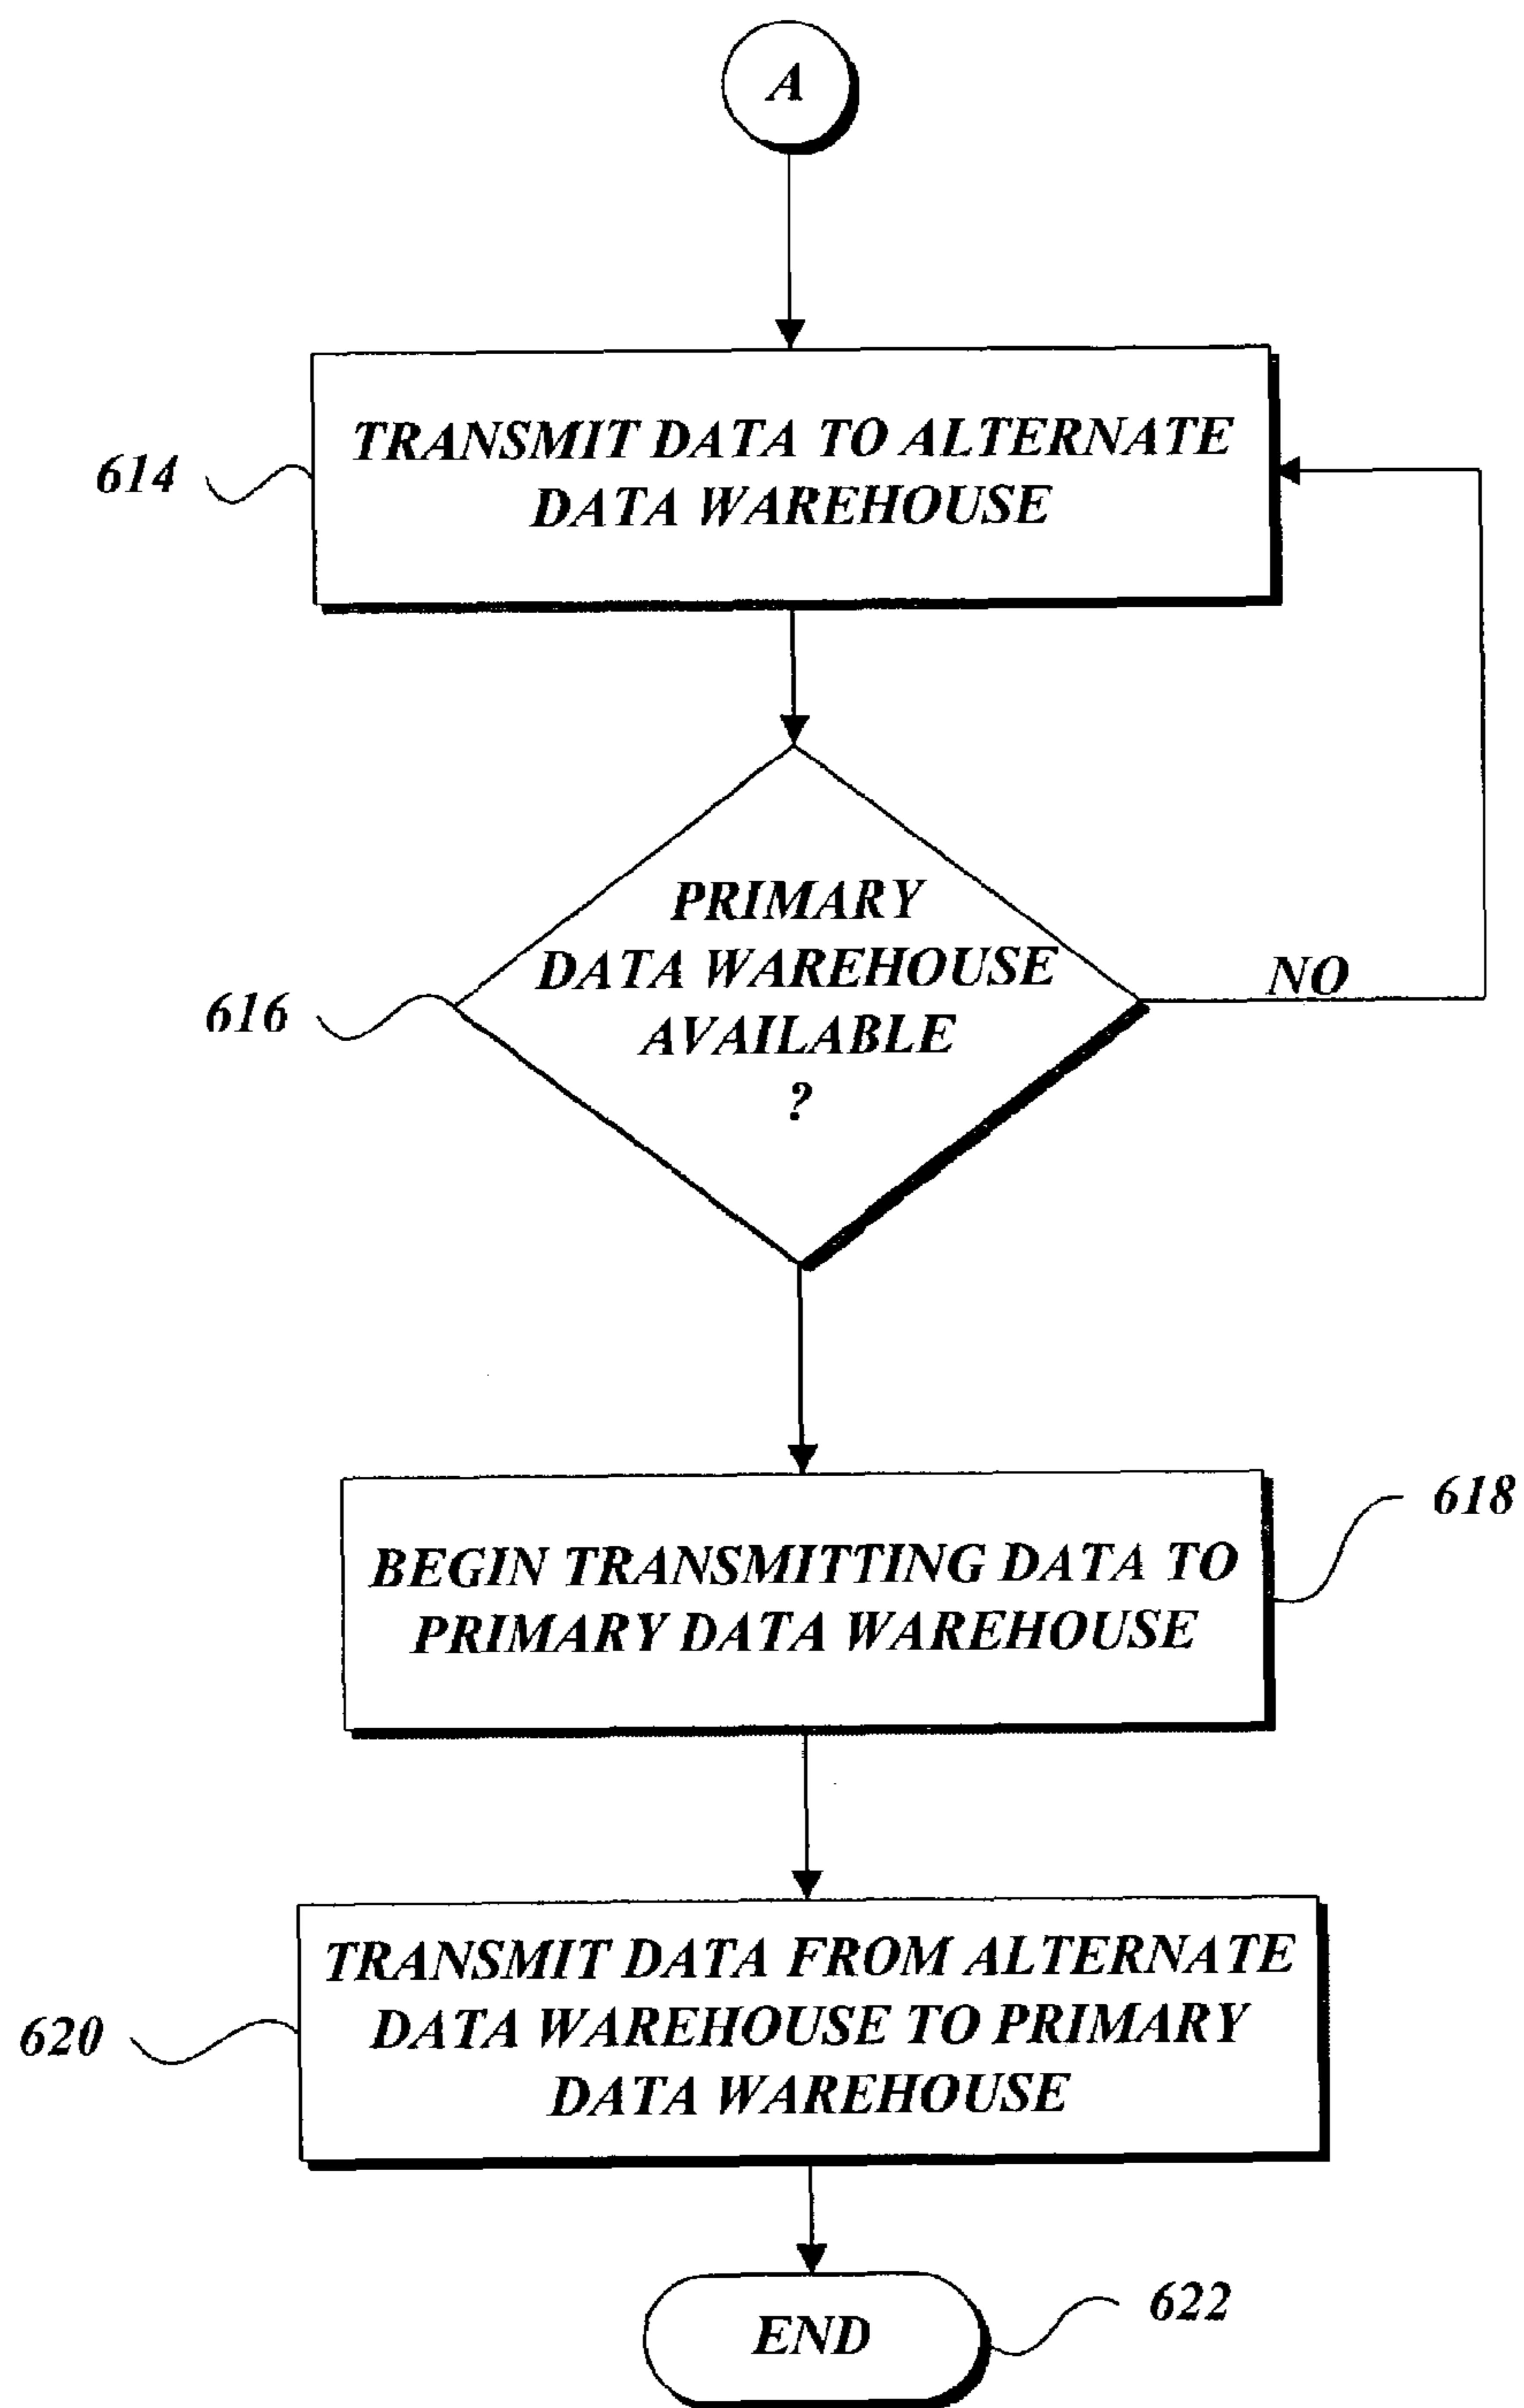 A
TRANSMIT DATA TO ALTERNATE
DATA WAREHOUSE
614
PRIMARY
DATA WAREHOUSE
AVAILABLE
?
NO
616
BEGIN TRANSMITTING DATA TO
PRIMARY DATA WAREHOUSE
618
TRANSMIT DATA FROM ALTERNATE
DATA WAREHOUSE TO PRIMARY
DATA WAREHOUSE
620
END
622